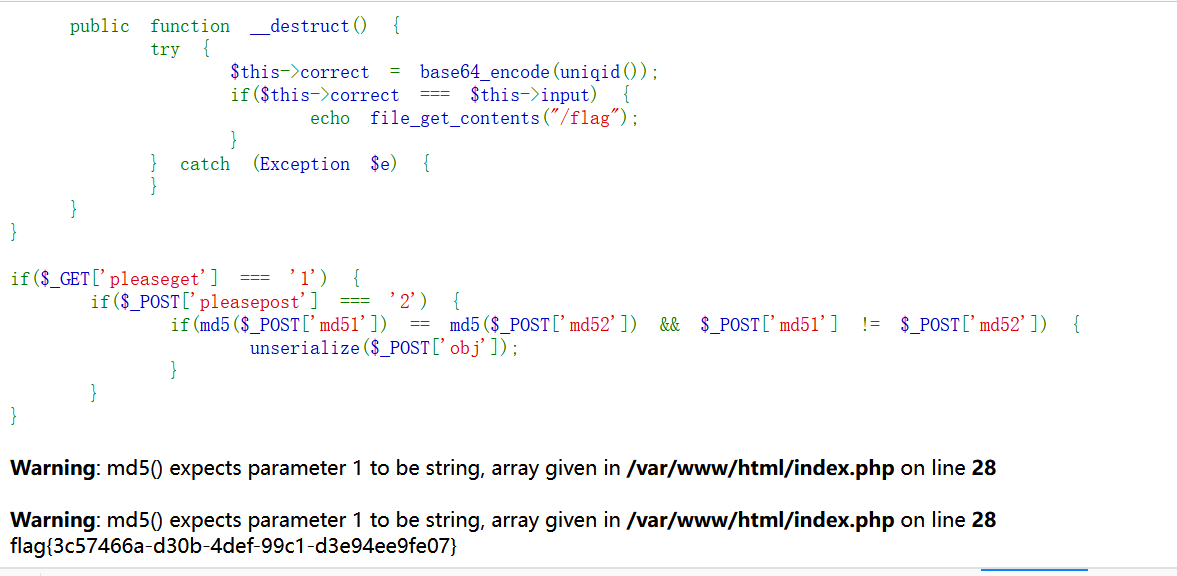 public function __destruct() {
try {
$this->correct = base64_encode(uniqid());
if($this->correct === $this->input) {
echo file_get_contents("/flag");
}
} catch (Exception $e) {
}
}
}
if($_GET['pleaseget'] === '1') {
if($_POST['pleasepost'] === '2') {
if(md5($_POST['md51']) == md5($_POST['md52']) && $_POST['md51'] != $_POST['md52']) {
unserialize($_POST['obj']);
}
}
}
Warning: md5() expects parameter 1 to be string, array given in /var/www/html/index.php on line 28
Warning: md5() expects parameter 1 to be string, array given in /var/www/html/index.php on line 28
flag{3c57466a-d30b-4def-99c1-d3e94ee9fe07}